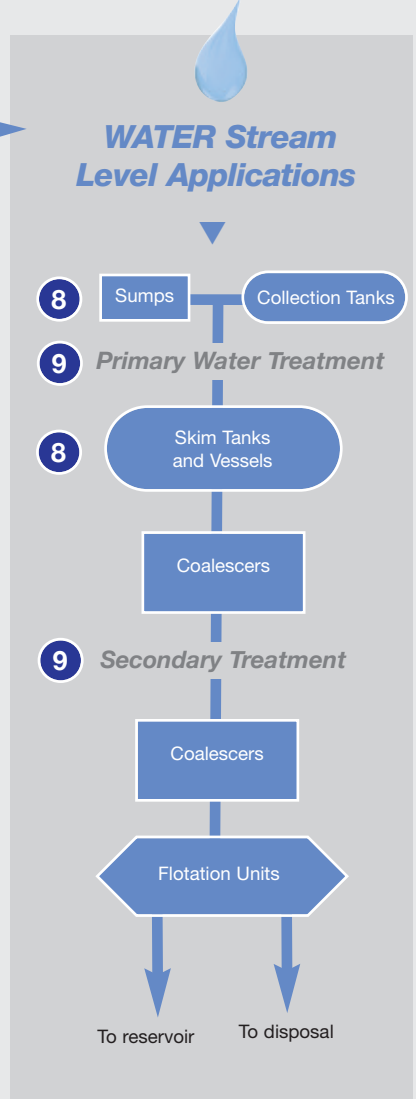 WATER Stream
Level Applications
8 Sumps Collection Tanks
9 Primary Water Treatment
8 Skim Tanks
and Vessels
Coalescers
9 Secondary Treatment
Coalescers
Flotation Units
To reservoir To disposal